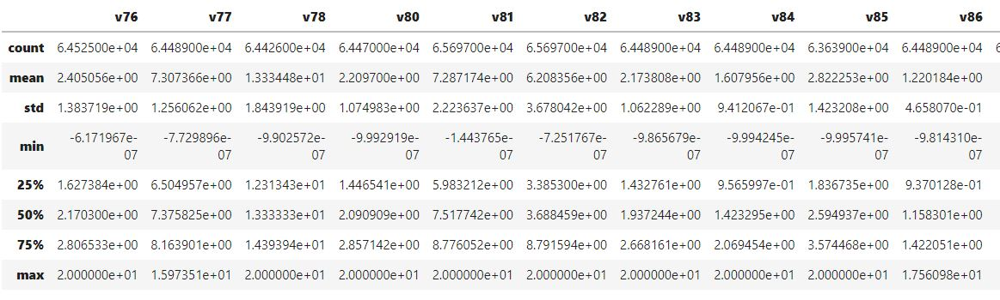 v76 v77 v78 v80 v81 v82 v83 v84 v85 v86
count 6.452500e+04 6.448900e+04 6.442600e+04 6.447000e+04 6.569700e+04 6.569700e+04 6.448900e+04 6.448900e+04 6.363900e+04 6.448900e+04 6
mean 2.405056e+00 7.307366e+00 1.333448e+01 2.209700e+00 7.287174e+00 6.208356e+00 2.173808e+00 1.607956e+00 2.822253e+00 1.220184e+00
std 1.383719e+00 1.256062e+00 1.843919e+00 1.074983e+00 2.223637e+00 3.678042e+00 1.062289e+00 9.412067e-01 1.423208e+00 4.658070e-01
min -6.171967e-07 -7.729896e-07 -9.902572e-07 -9.992919e-07 -1.443765e-07 -7.251767e-07 -9.865679e-07 -9.994245e-07 -9.995741e-07 -9.814310e-07
25% 1.627384e+00 6.504957e+00 1.231343e+01 1.446541e+00 5.983212e+00 3.385300e+00 1.432761e+00 9.565997e-01 1.836735e+00 9.370128e-01
50% 2.170300e+00 7.375825e+00 1.333333e+01 2.090909e+00 7.517742e+00 3.688459e+00 1.937244e+00 1.423295e+00 2.594937e+00 1.158301e+00
75% 2.806533e+00 8.163901e+00 1.439394e+01 2.857142e+00 8.776052e+00 8.791594e+00 2.668161e+00 2.069454e+00 3.574468e+00 1.422051e+00
max 2.000000e+01 1.597351e+01 2.000000e+01 2.000000e+01 2.000000e+01 2.000000e+01 2.000000e+01 2.000000e+01 2.000000e+01 1.756098e+01